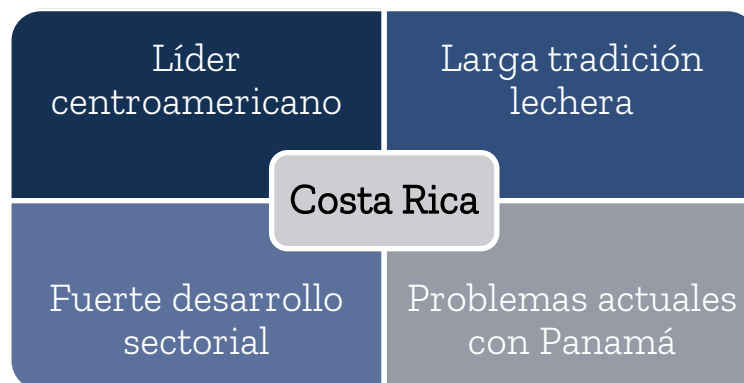 Líder
centroamericano
Larga tradición
lechera
Costa Rica
Fuerte desarrollo
sectorial
Problemas actuales
con Panamá